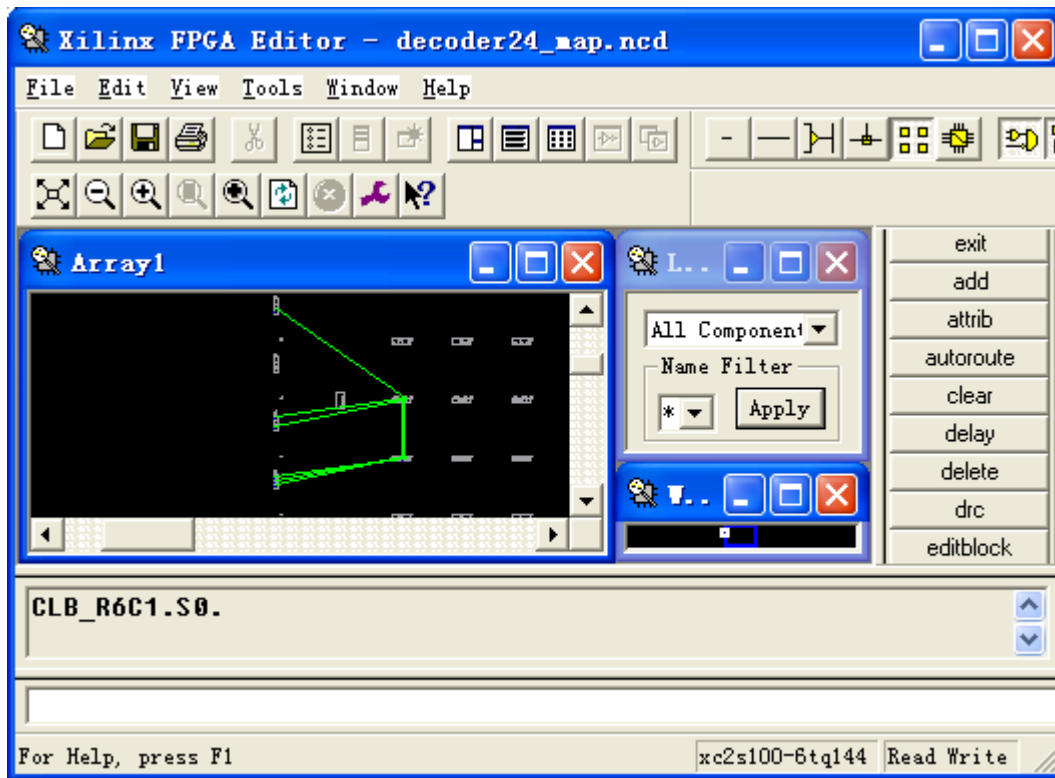 Xilinx FPGA Editor - decoder24_map.ncd
File Edit View Tools Window Help
Array1
L..
All Component
Name Filter
*
Apply
exit
add
attrib
autoroute
clear
delay
delete
drc
editblock
CLB_R6C1.S0.
For Help, press F1
xc2s100-6tq144
Read Write